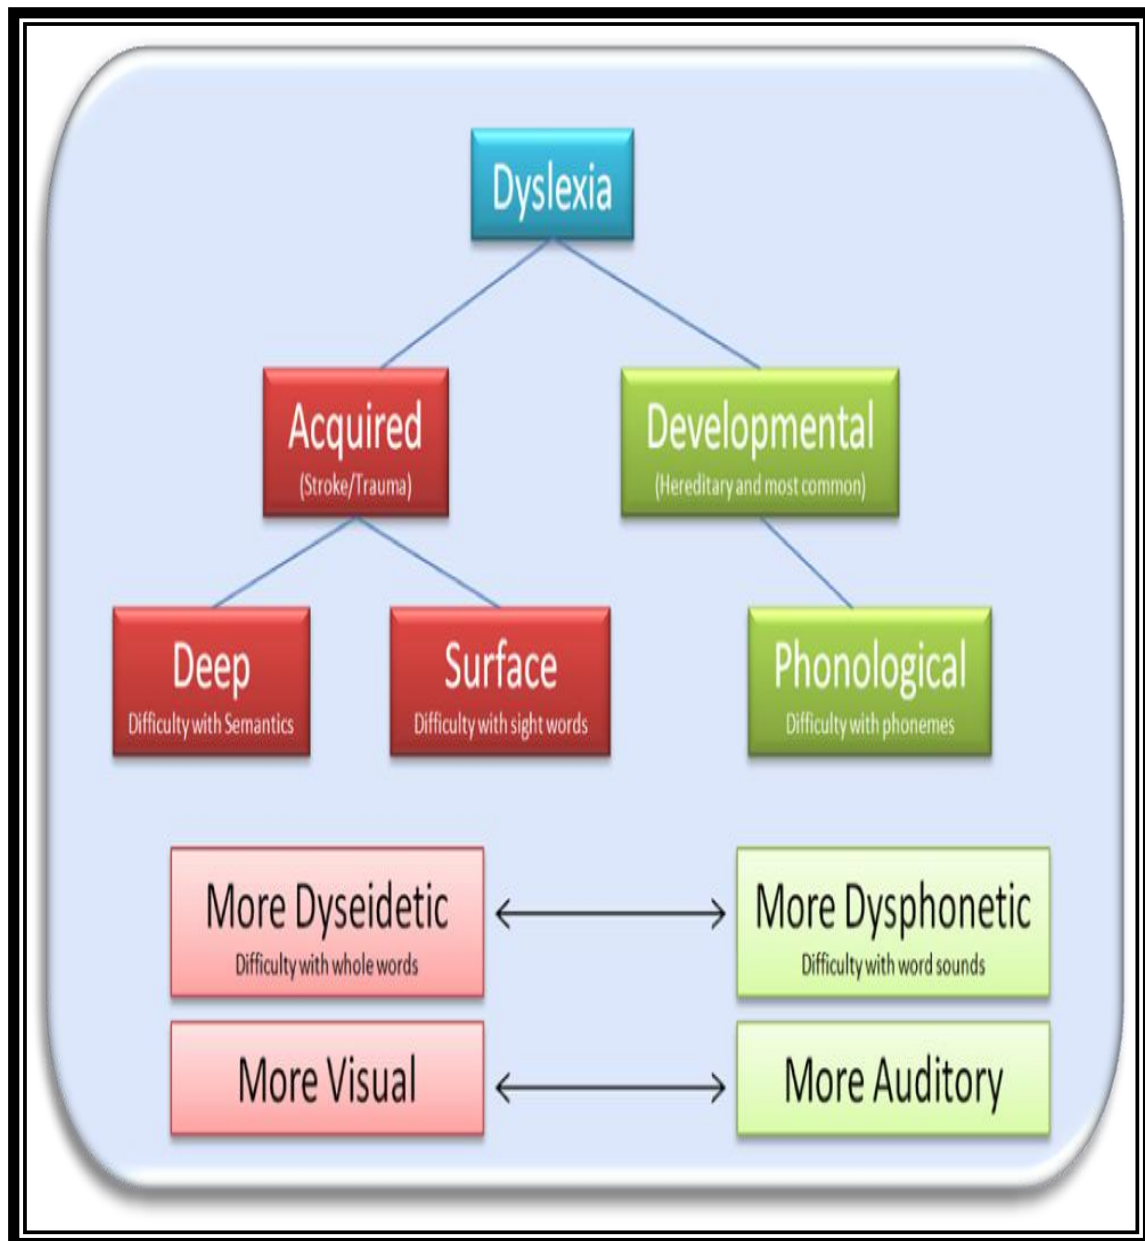 Dyslexia
Acquired
(Stroke/Trauma)
Developmental
(Hereditary and most common)
Deep
Difficulty with Semantics
Surface
Difficulty with sight words
Phonological
Difficulty with phonemes
More Dyseidetic
Difficulty with whole words
More Dysphonetic
Difficulty with word sounds
More Visual
More Auditory